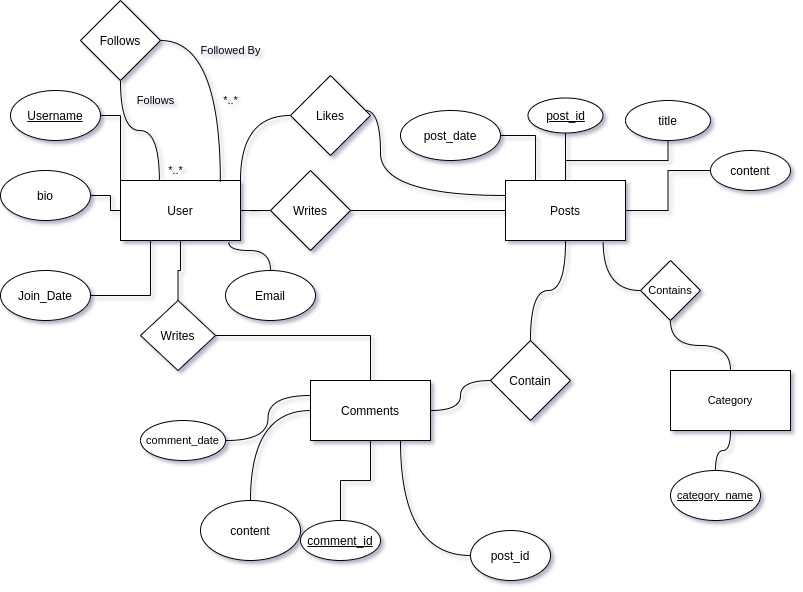 Follows
Followed By
Follows
*..*
Username
Likes
post_id
title
post_date
content
*..*
bio
User
Writes
Posts
Join_Date
Email
Contains
Writes
Contain
Comments
Category
comment_date
category_name
content
comment_id
post_id